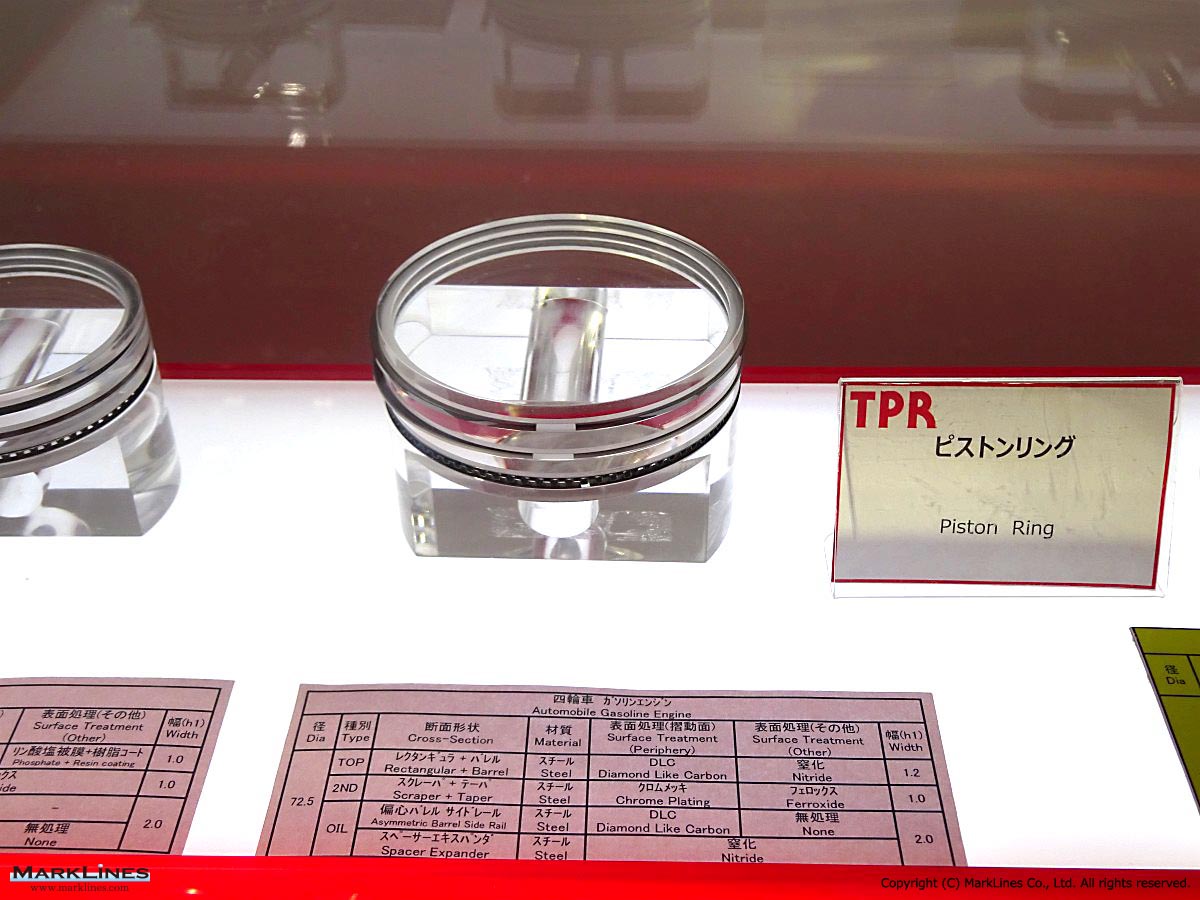 TPR
ピストンリング
Piston Ring
表面処理(その他)
Surface Treatment
(Other)
幅(h1)
Width
リン酸塩被膜+樹脂コート
Phosphate + Resin coating
1.0
1.0
－
2.0
無処理
None
四輪車 ガソリンエンジン
Automobile Gasoline Engine
径
Dia
種別
Type
断面形状
Cross-Section
材質
Material
表面処理(摺動面)
Surface Treatment
(Periphery)
表面処理(その他)
Surface Treatment
(Other)
幅(h1)
Width
72.5
TOP
レクタンギュラ + バレル
Rectangular + Barrel
スチール
Steel
DLC
Diamond Like Carbon
窒化
Nitride
1.2
2ND
スクレーパ + テーパ
Scraper + Taper
スチール
Steel
クロムメッキ
Chrome Plating
フェロックス
Ferroxide
1.0
OIL
偏心バレル サイドレール
Asymmetric Barrel Side Rail
スチール
Steel
DLC
Diamond Like Carbon
無処理
None
2.0
スペーサーエキスパンダ
Spacer Expander
スチール
Steel
窒化
Nitride
径
Dia
MARKLINES
www.marklines.com
Copyright (C) MarkLines Co., Ltd. All rights reserved.